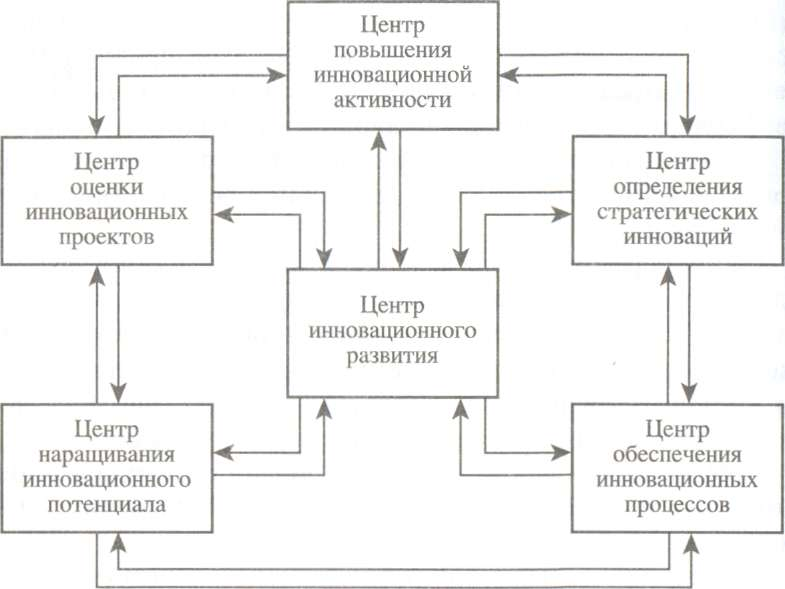 Центр
повышения
инновационной
активности
Центр
оценки
инновационных
проектов
Центр
определения
стратегических
инноваций
Центр
инновационного
развития
Центр
наращивания
инновационного
потенциала
Центр
обеспечения
инновационных
процессов